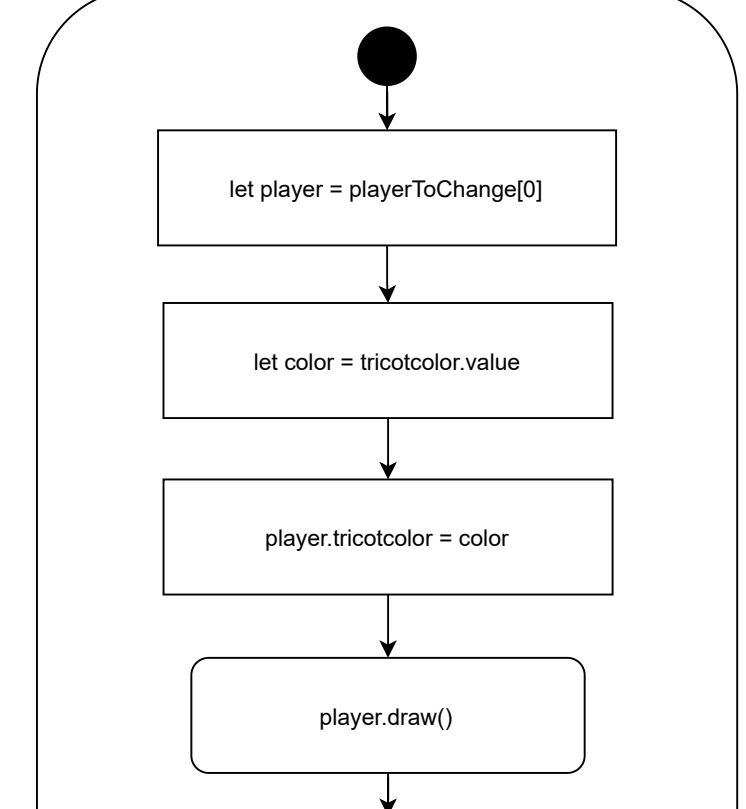 let player = playerToChange[0]
let color = tricotcolor.value
player.tricotcolor = color
player.draw()